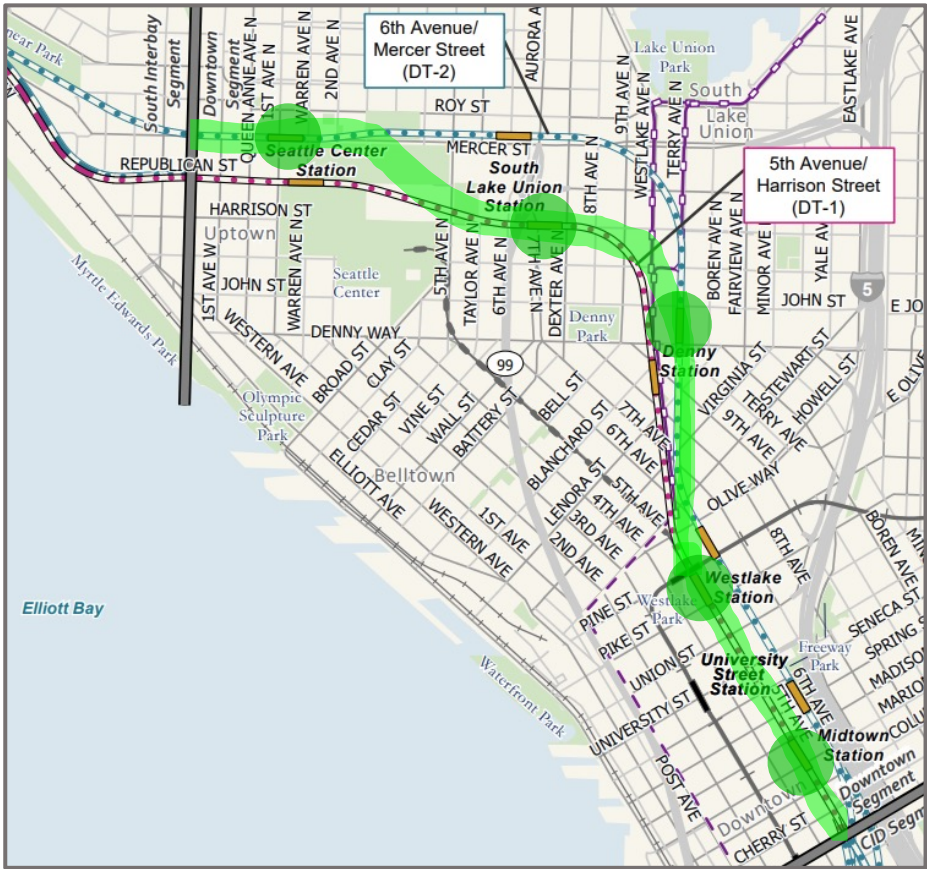 6th Avenue/
Mercer Street
(DT-2)
5th Avenue/
Harrison Street
(DT-1)
South Interbay
Segment
Downtown
Segment
QUEEN ANNE AVE N
1ST AVE N
WARREN AVE N
2ND AVE N
AURORA A
ROY ST
MERCER ST
REPUBLICAN ST
HARRISON ST
Uptown
1ST AVE W
JOHN ST
WARREN AVE N
Seattle
Center
Seattle Center
Station
South
Lake Union
Station
5TH AVE N
TAYLOR AVE N
6TH AVE N
DEXTER AVE N
8TH AVE N
9TH AVE N
WESTLAKE AVE N
TERRY AVE N
Lake Union
Park
South
Lake
Union
EASTLAKE AVE
BOREN AVE N
FAIRVIEW AVE N
MINOR AVE N
YALE AV
5
JOHN ST
E JO
E OLIVE
Denny
Park
Denny
Station
DENNY WAY
Myrtle Edwards Park
WESTERN AVE
BROAD ST
CLAY ST
CEDAR ST
VINE ST
WALL ST
BATTERY ST
99
BELL ST
BLANCHARD ST
LENORA ST
Olympic
Sculpture
Park
Belltown
ELLIOTT AVE
WESTERN AVE
1ST AVE
2ND AVE
3RD AVE
4TH AVE
5TH AVE
6TH AVE
7TH AVE
VIRGINIA ST
STEWART ST
HOWELL ST
TERRY AVE
9TH AVE
OLIVE WAY
8TH AVE
BOREN AV
Elliott Bay
Westlake
Station
Westlake
Park
PINE ST
PIKE ST
UNION ST
UNIVERSITY ST
University
Street
Station
Freeway
Park
SENECA ST
SPRING S
MADISO
MARIO
COLU
Waterfront Park
POST AVE
5TH AVE
6TH AVE
Midtown
Station
Downtown
CHERRY ST
Downtown
Segment
CID Segm